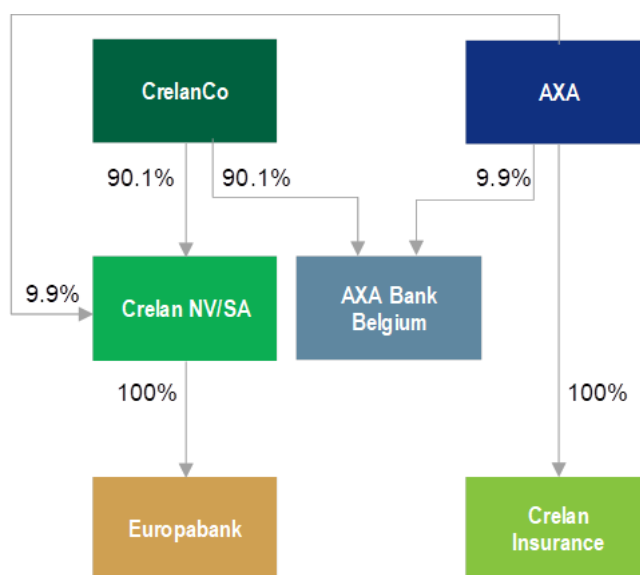 CrelanCo
AXA
90.1%
90.1%
9.9%
9.9%
Crelan NV/SA
AXA Bank
Belgium
100%
100%
Europabank
Crelan
Insurance